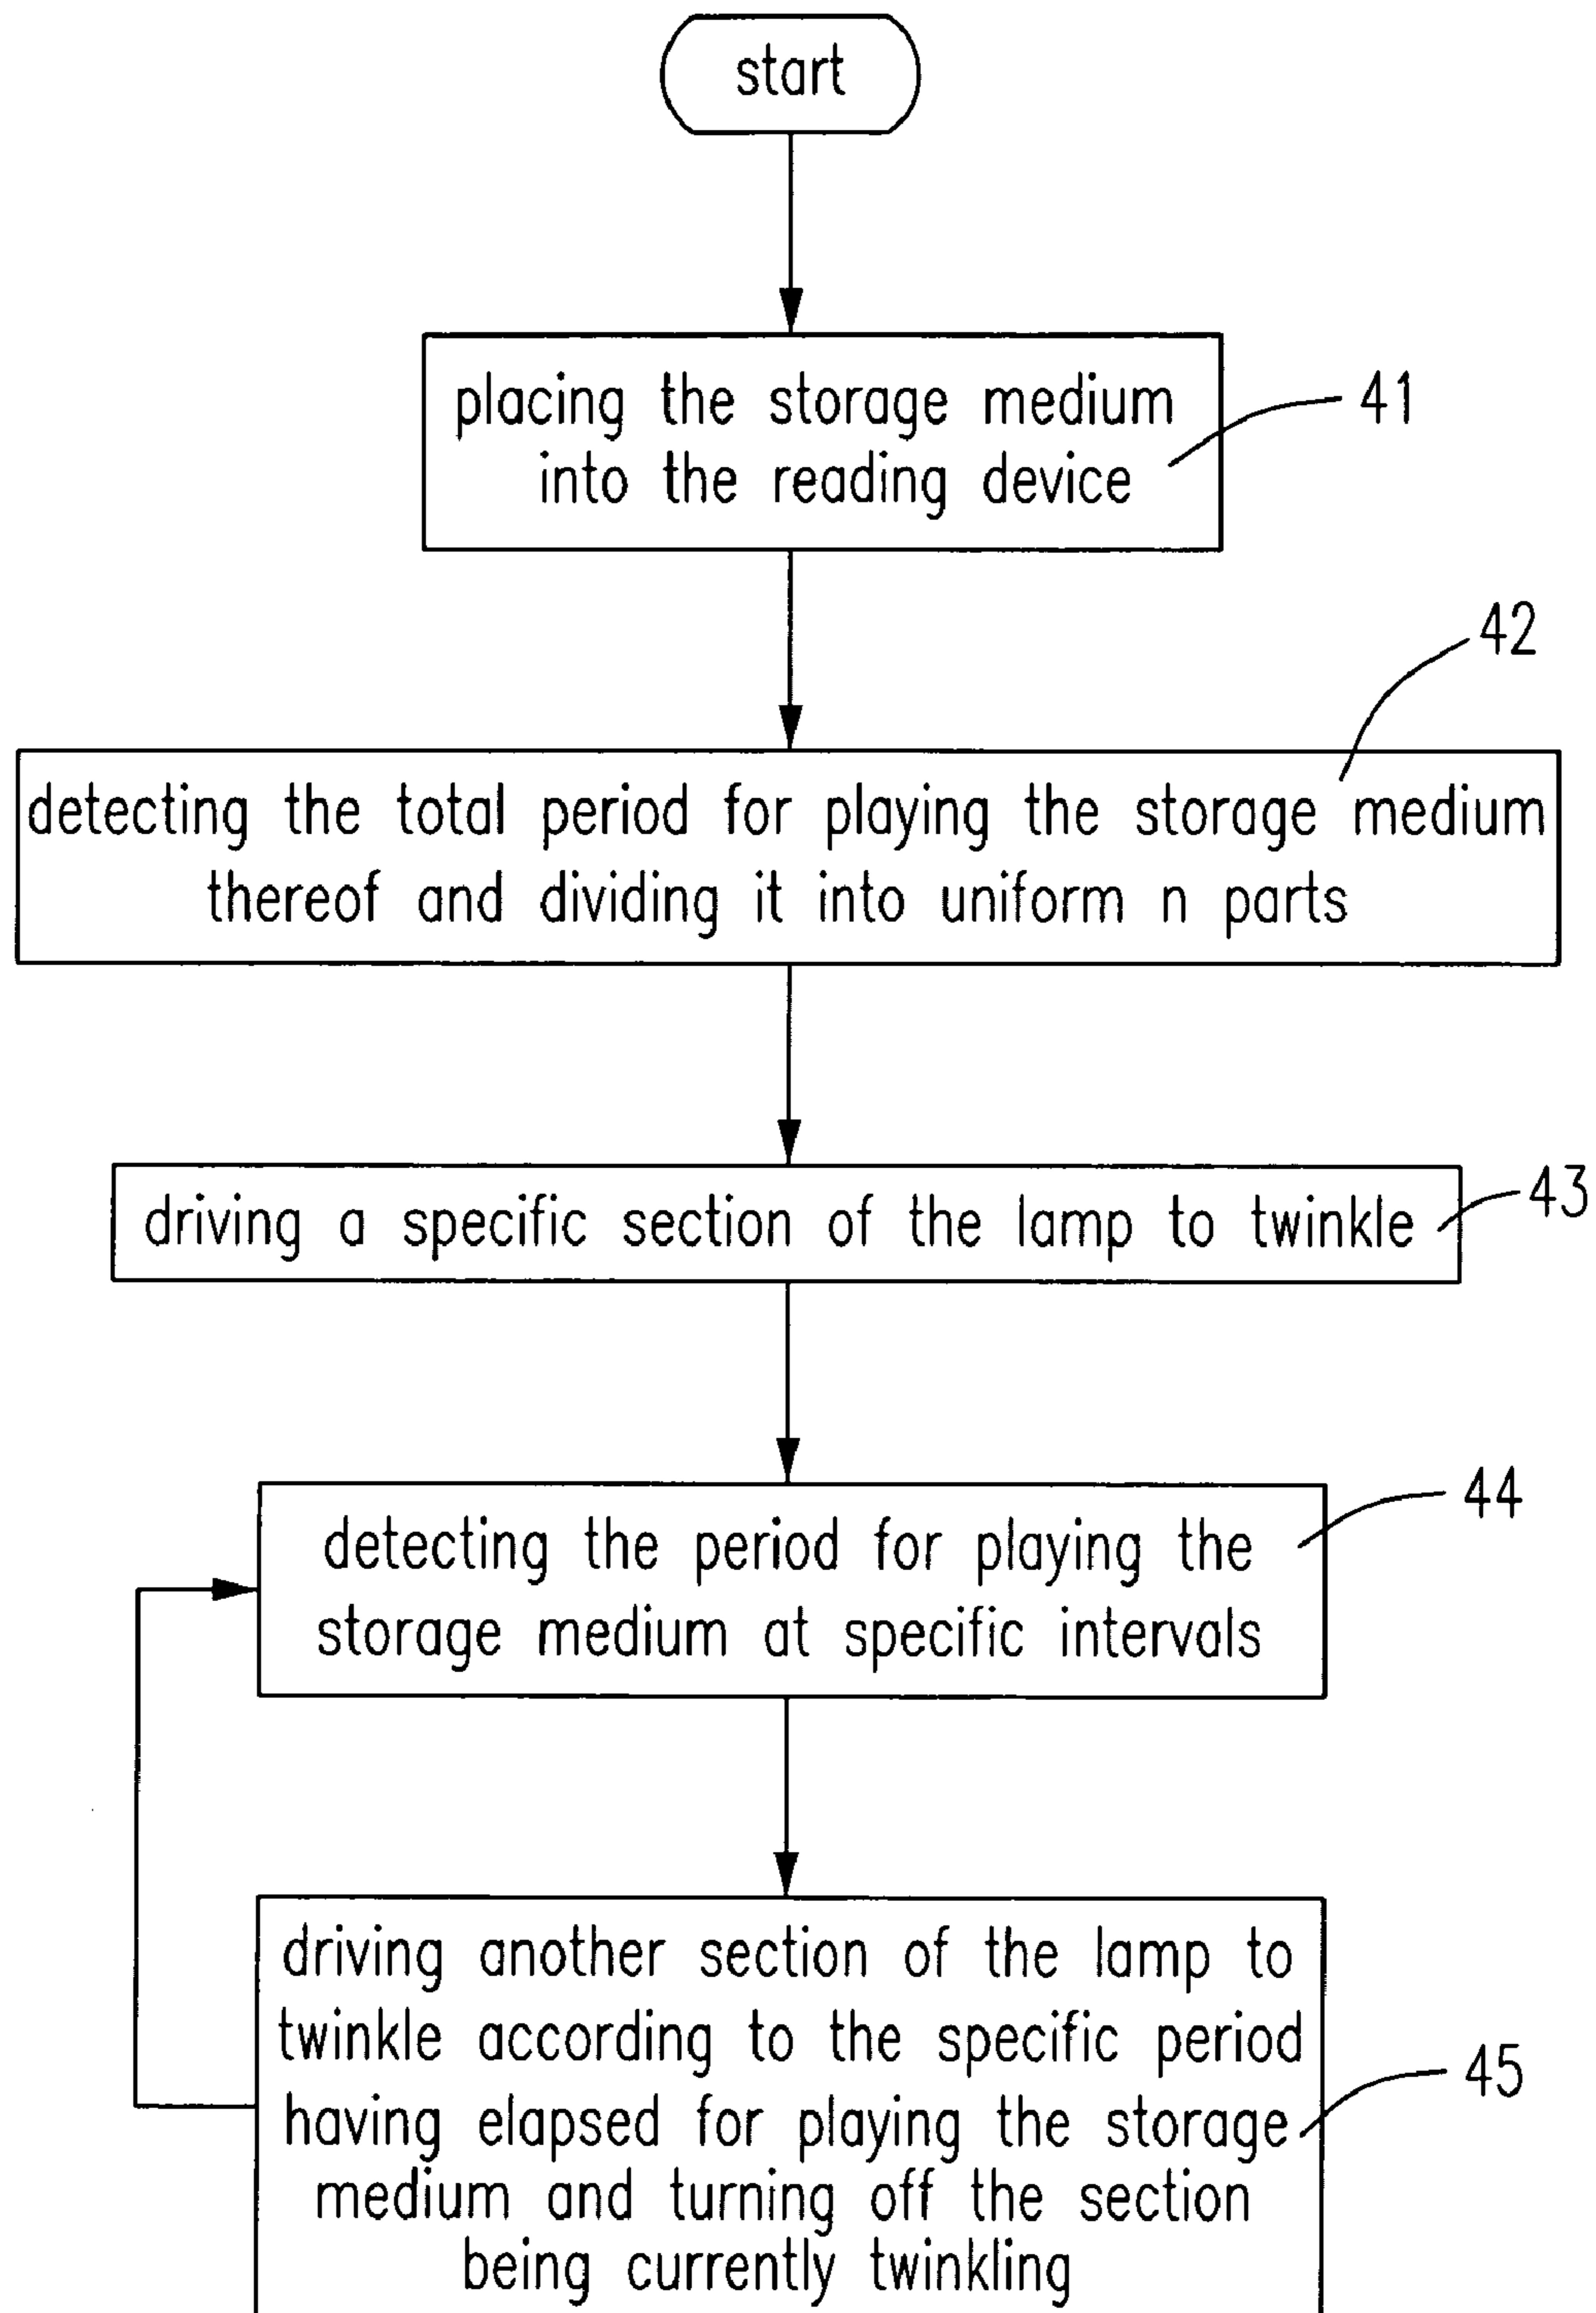 start
placing the storage medium
into the reading device
41
42
detecting the total period for playing the storage medium
thereof and dividing it into uniform n parts
driving a specific section of the lamp to twinkle
43
detecting the period for playing the
storage medium at specific intervals
44
driving another section of the lamp to
twinkle according to the specific period
having elapsed for playing the storage
medium and turning off the section
being currently twinkling
45